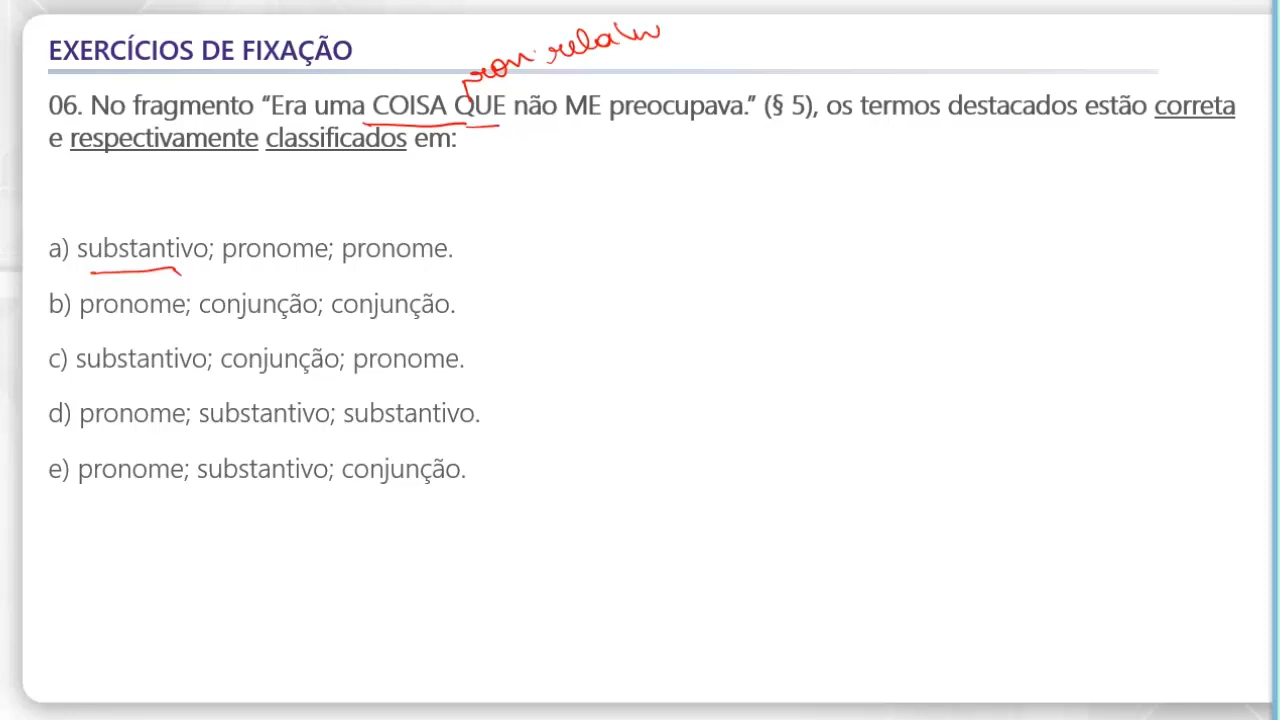 EXERCÍCIOS DE FIXAÇÃO
pron. relativ
06. No fragmento “Era uma COISA QUE não ME preocupava.” (§ 5), os termos destacados estão correta
e respectivamente classificados em:
a) substantivo; pronome; pronome.
b) pronome; conjunção; conjunção.
c) substantivo; conjunção; pronome.
d) pronome; substantivo; substantivo.
e) pronome; substantivo; conjunção.